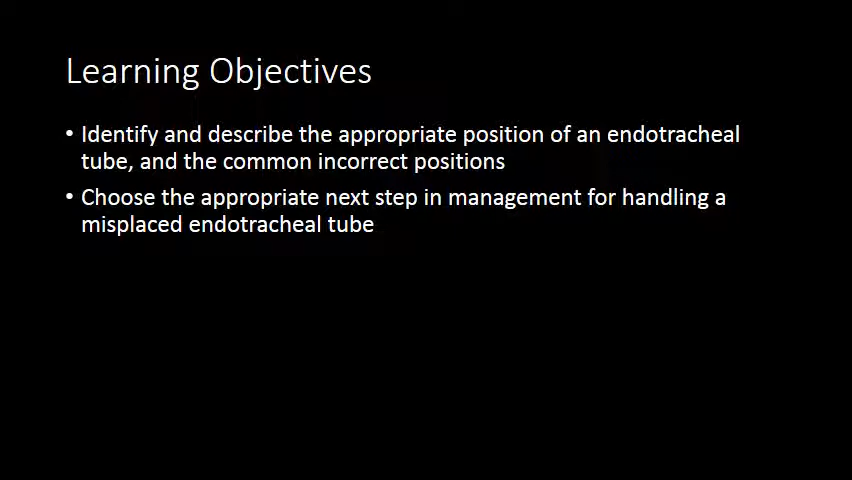 Learning Objectives
• Identify and describe the appropriate position of an endotracheal
tube, and the common incorrect positions
• Choose the appropriate next step in management for handling a
misplaced endotracheal tube